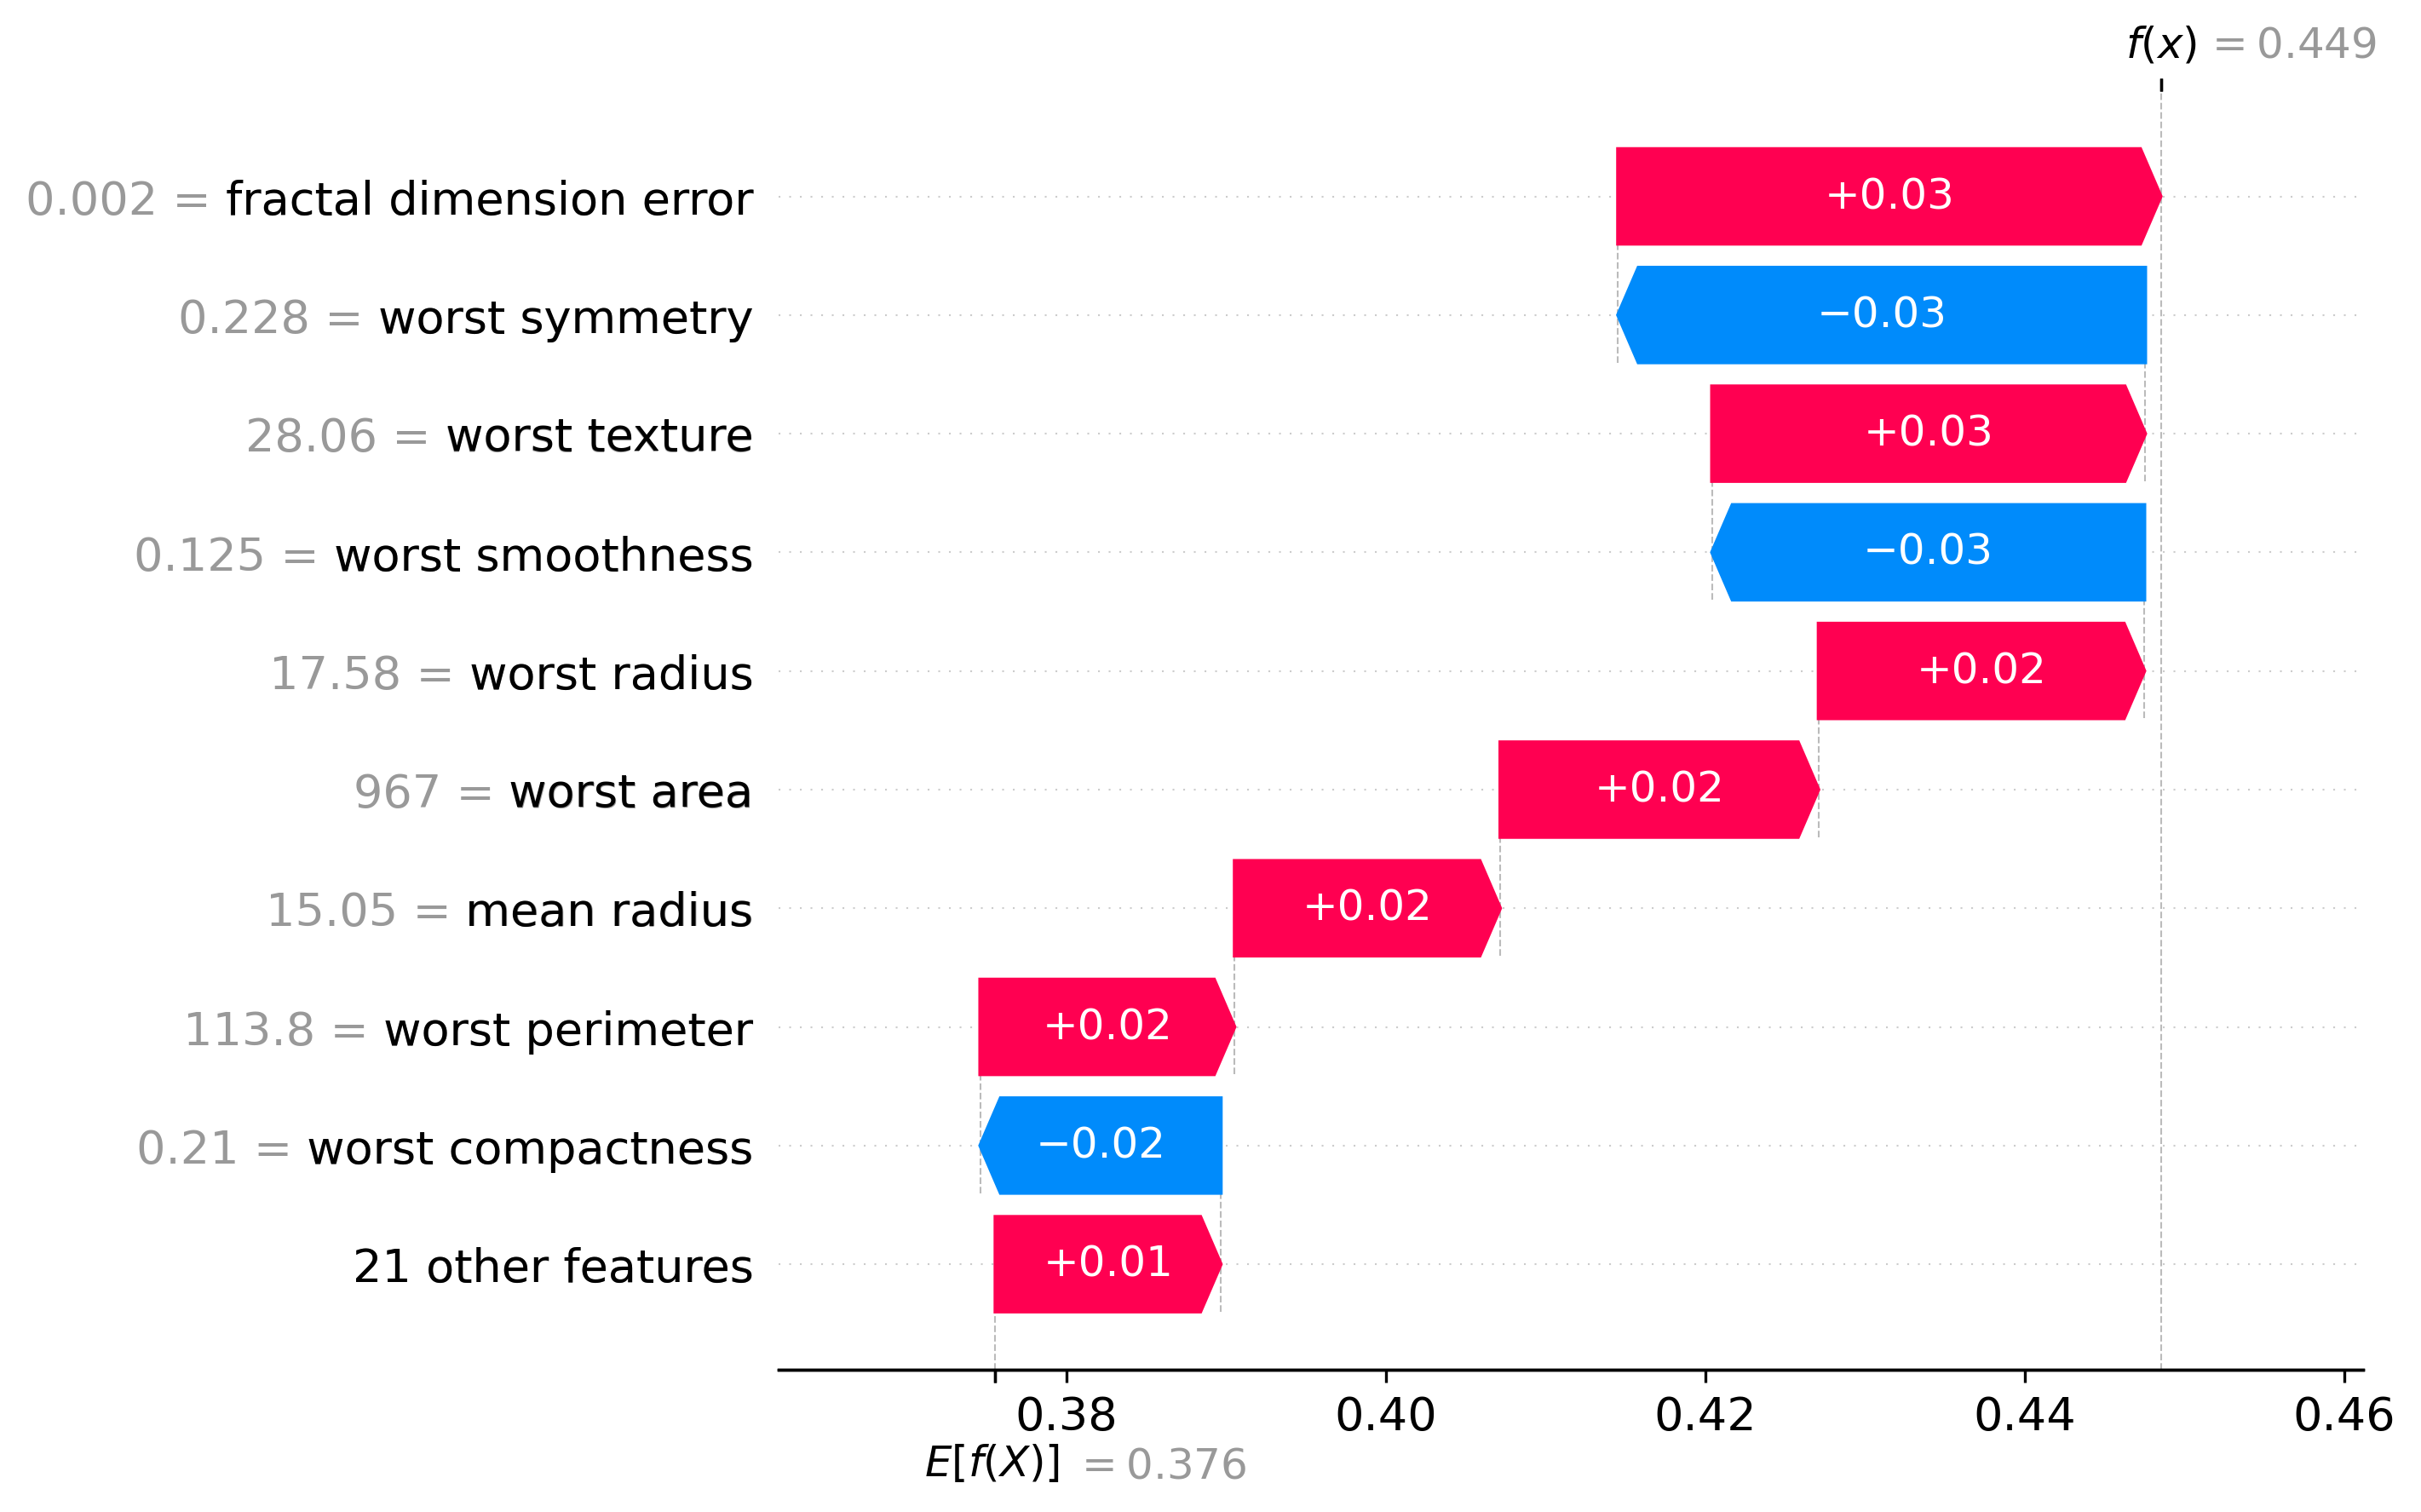 f(x) = 0.449
0.002 = fractal dimension error +0.03
0.228 = worst symmetry −0.03
28.06 = worst texture +0.03
0.125 = worst smoothness −0.03
17.58 = worst radius +0.02
967 = worst area +0.02
15.05 = mean radius +0.02
113.8 = worst perimeter +0.02
0.21 = worst compactness −0.02
21 other features +0.01
0.38 0.40 0.42 0.44 0.46
E[f(X)] = 0.376